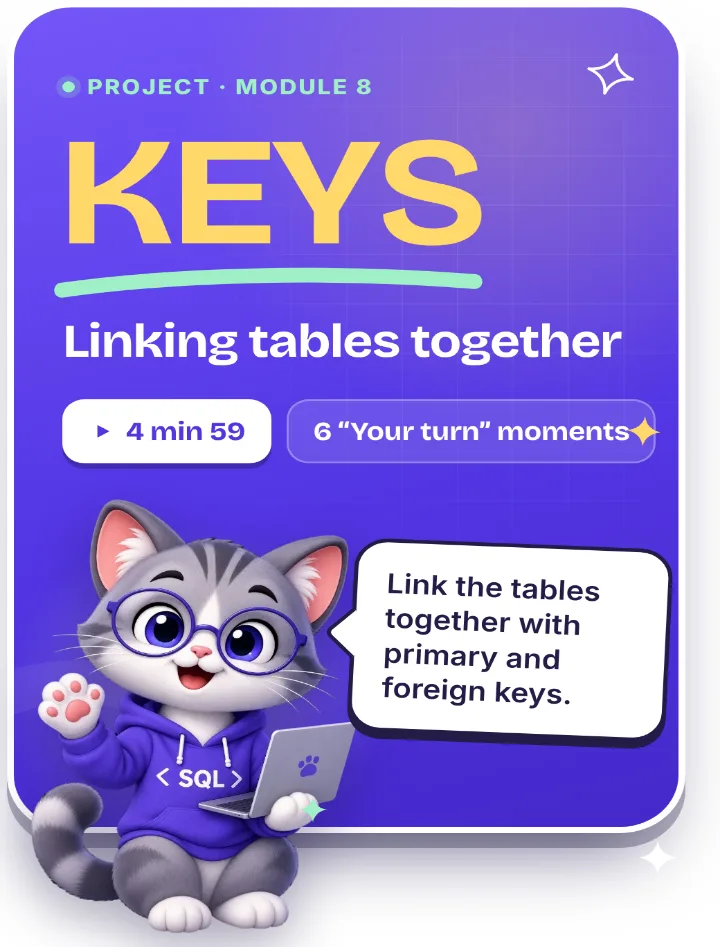 PROJECT · MODULE 8
KEYS
Linking tables together
4 min 59
6 “Your turn” moments
Link the tables
together with
primary and
foreign keys.
< SQL >